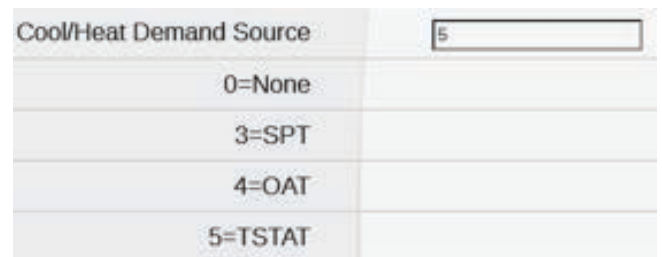 Cool/Heat Demand Source 5
0=None
3=SPT
4=OAT
5=TSTAT